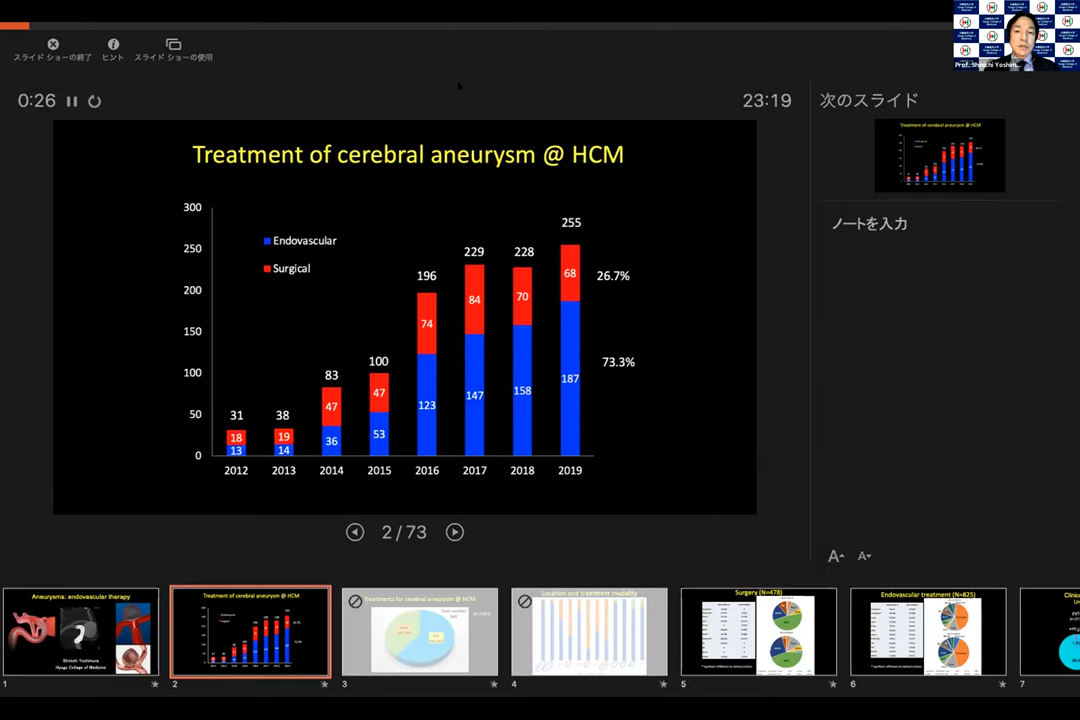 スライド ショーの終了 ヒント スライド ショーの使用
Prof. Shinichi Yoshim...
0:26
23:19
次のスライド
Treatment of cerebral aneurysm @ HCM
Treatment of cerebral aneurysm @ HCM
ノートを入力
300
250
200
150
100
50
0
Endovascular
Surgical
31
38
83
100
196
229
228
255
18
19
47
47
74
84
70
68
13
14
36
53
123
147
158
187
26.7%
73.3%
2012 2013 2014 2015 2016 2017 2018 2019
2 / 73
A A
Aneurysms: endovascular therapy
Shinichi Yoshimura
Hyogo College of Medicine
Treatment of cerebral aneurysm @ HCM
Treatments for cerebral aneurysm @ HCM
Location and treatment modality
Surgery (N=478)
Endovascular treatment (N=825)
1 2 3 4 5 6 7